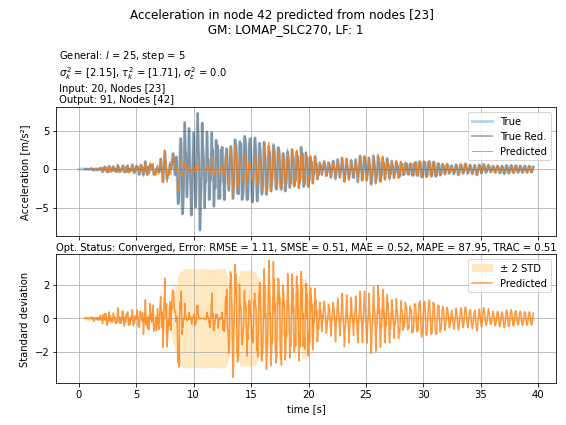 Acceleration in node 42 predicted from nodes [23]
GM: LOMAP_SLC270, LF: 1
General: l = 25, step = 5
σ²ₖ = [2.15], τ²ₖ = [1.71], σ²ε = 0.0
Input: 20, Nodes [23]
Output: 91, Nodes [42]
Acceleration [m/s²]
5
0
−5
True
True Red.
Predicted
Opt. Status: Converged, Error: RMSE = 1.11, SMSE = 0.51, MAE = 0.52, MAPE = 87.95, TRAC = 0.51
Standard deviation
2
0
−2
± 2 STD
Predicted
0 5 10 15 20 25 30 35 40
time [s]